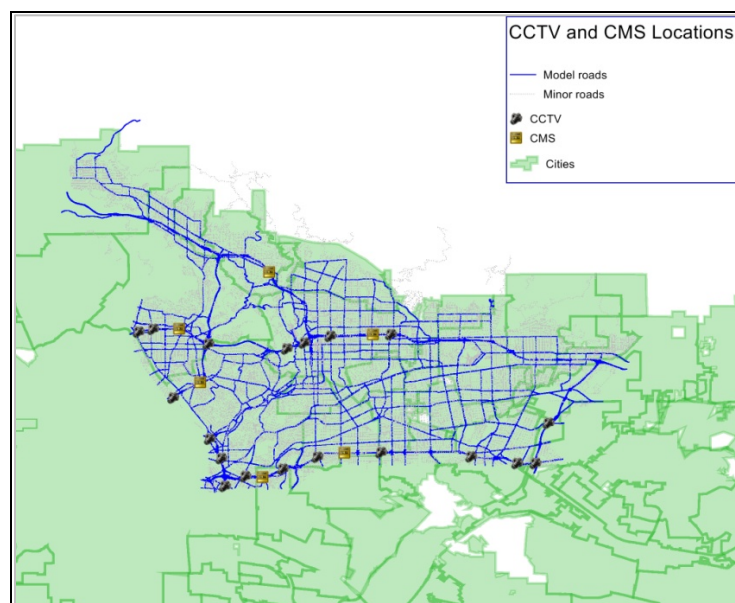 CCTV and CMS Locations
Model roads
Minor roads
CCTV
CMS
Cities